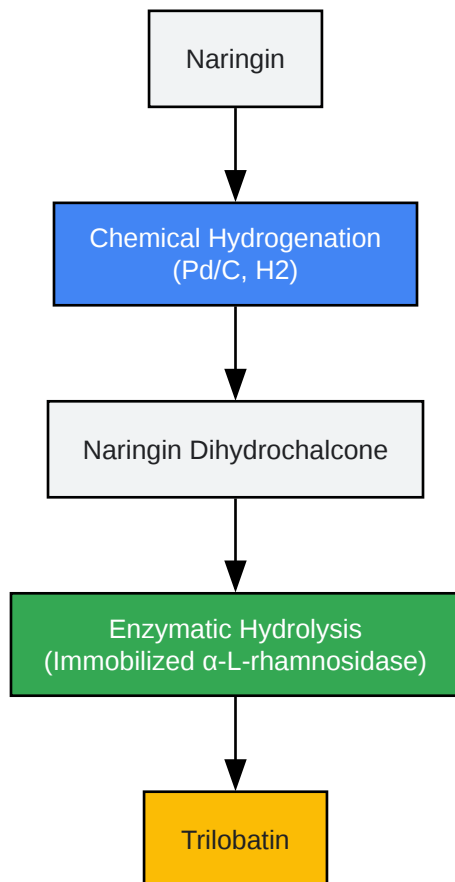 Naringin
Chemical Hydrogenation
(Pd/C, H2)
Naringin Dihydrochalcone
Enzymatic Hydrolysis
(Immobilized α-L-rhamnosidase)
Trilobatin